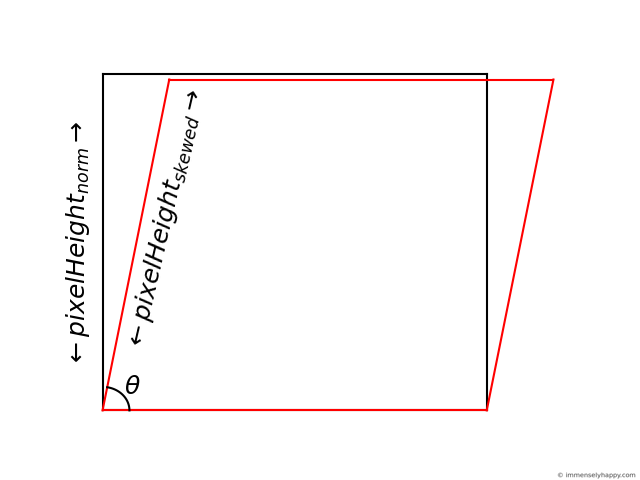 ← pixelHeight_norm →
← pixelHeight_skewed →
θ
© immenselyhappy.com